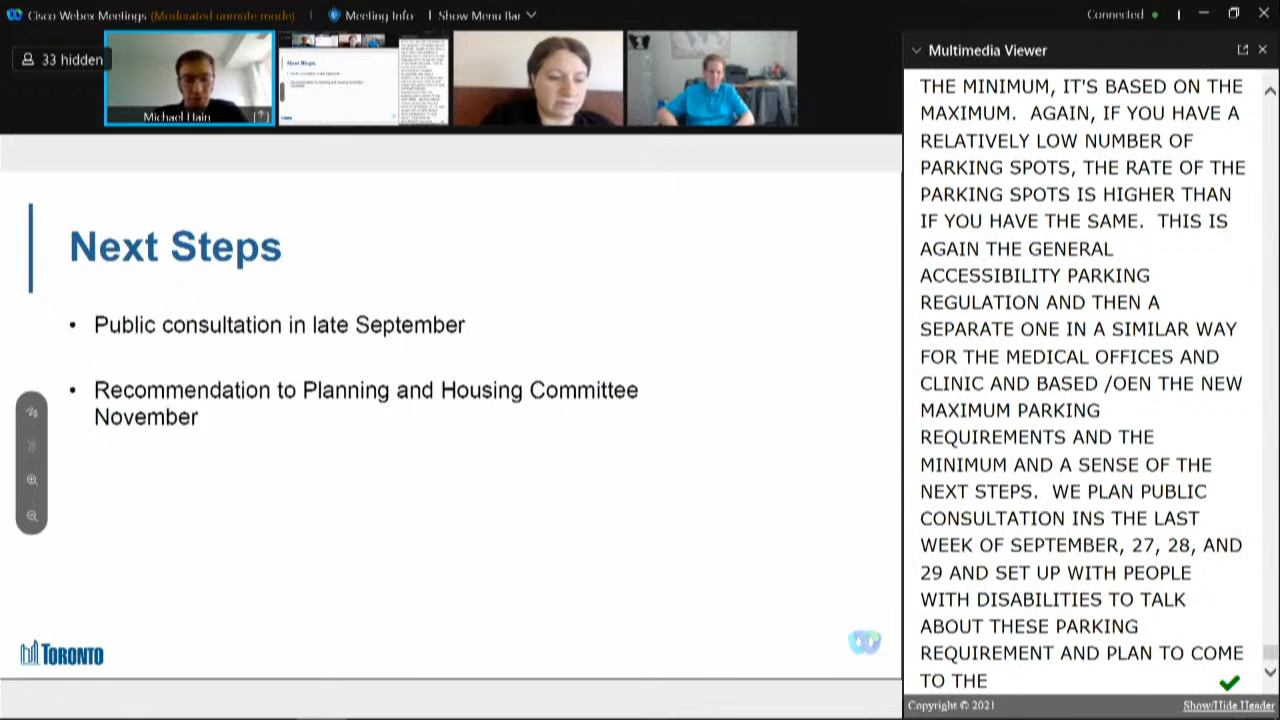 Cisco Webex Meetings (Moderated unmute mode) | Meeting Info | Show Menu Bar
Connected
33 hidden
Michael Hain
Next Steps
Next Steps
• Public consultation in late September
• Recommendation to Planning and Housing Committee
November
TORONTO
Multimedia Viewer
THE MINIMUM, IT'S BASED ON THE
MAXIMUM. AGAIN, IF YOU HAVE A
RELATIVELY LOW NUMBER OF
PARKING SPOTS, THE RATE OF THE
PARKING SPOTS IS HIGHER THAN
IF YOU HAVE THE SAME. THIS IS
AGAIN THE GENERAL
ACCESSIBILITY PARKING
REGULATION AND THEN A
SEPARATE ONE IN A SIMILAR WAY
FOR THE MEDICAL OFFICES AND
CLINIC AND BASED /OEN THE NEW
MAXIMUM PARKING
REQUIREMENTS AND THE
MINIMUM AND A SENSE OF THE
NEXT STEPS. WE PLAN PUBLIC
CONSULTATION INS THE LAST
WEEK OF SEPTEMBER, 27, 28, AND
29 AND SET UP WITH PEOPLE
WITH DISABILITIES TO TALK
ABOUT THESE PARKING
REQUIREMENT AND PLAN TO COME
TO THE
Copyright © 2021
Show/Hide Header